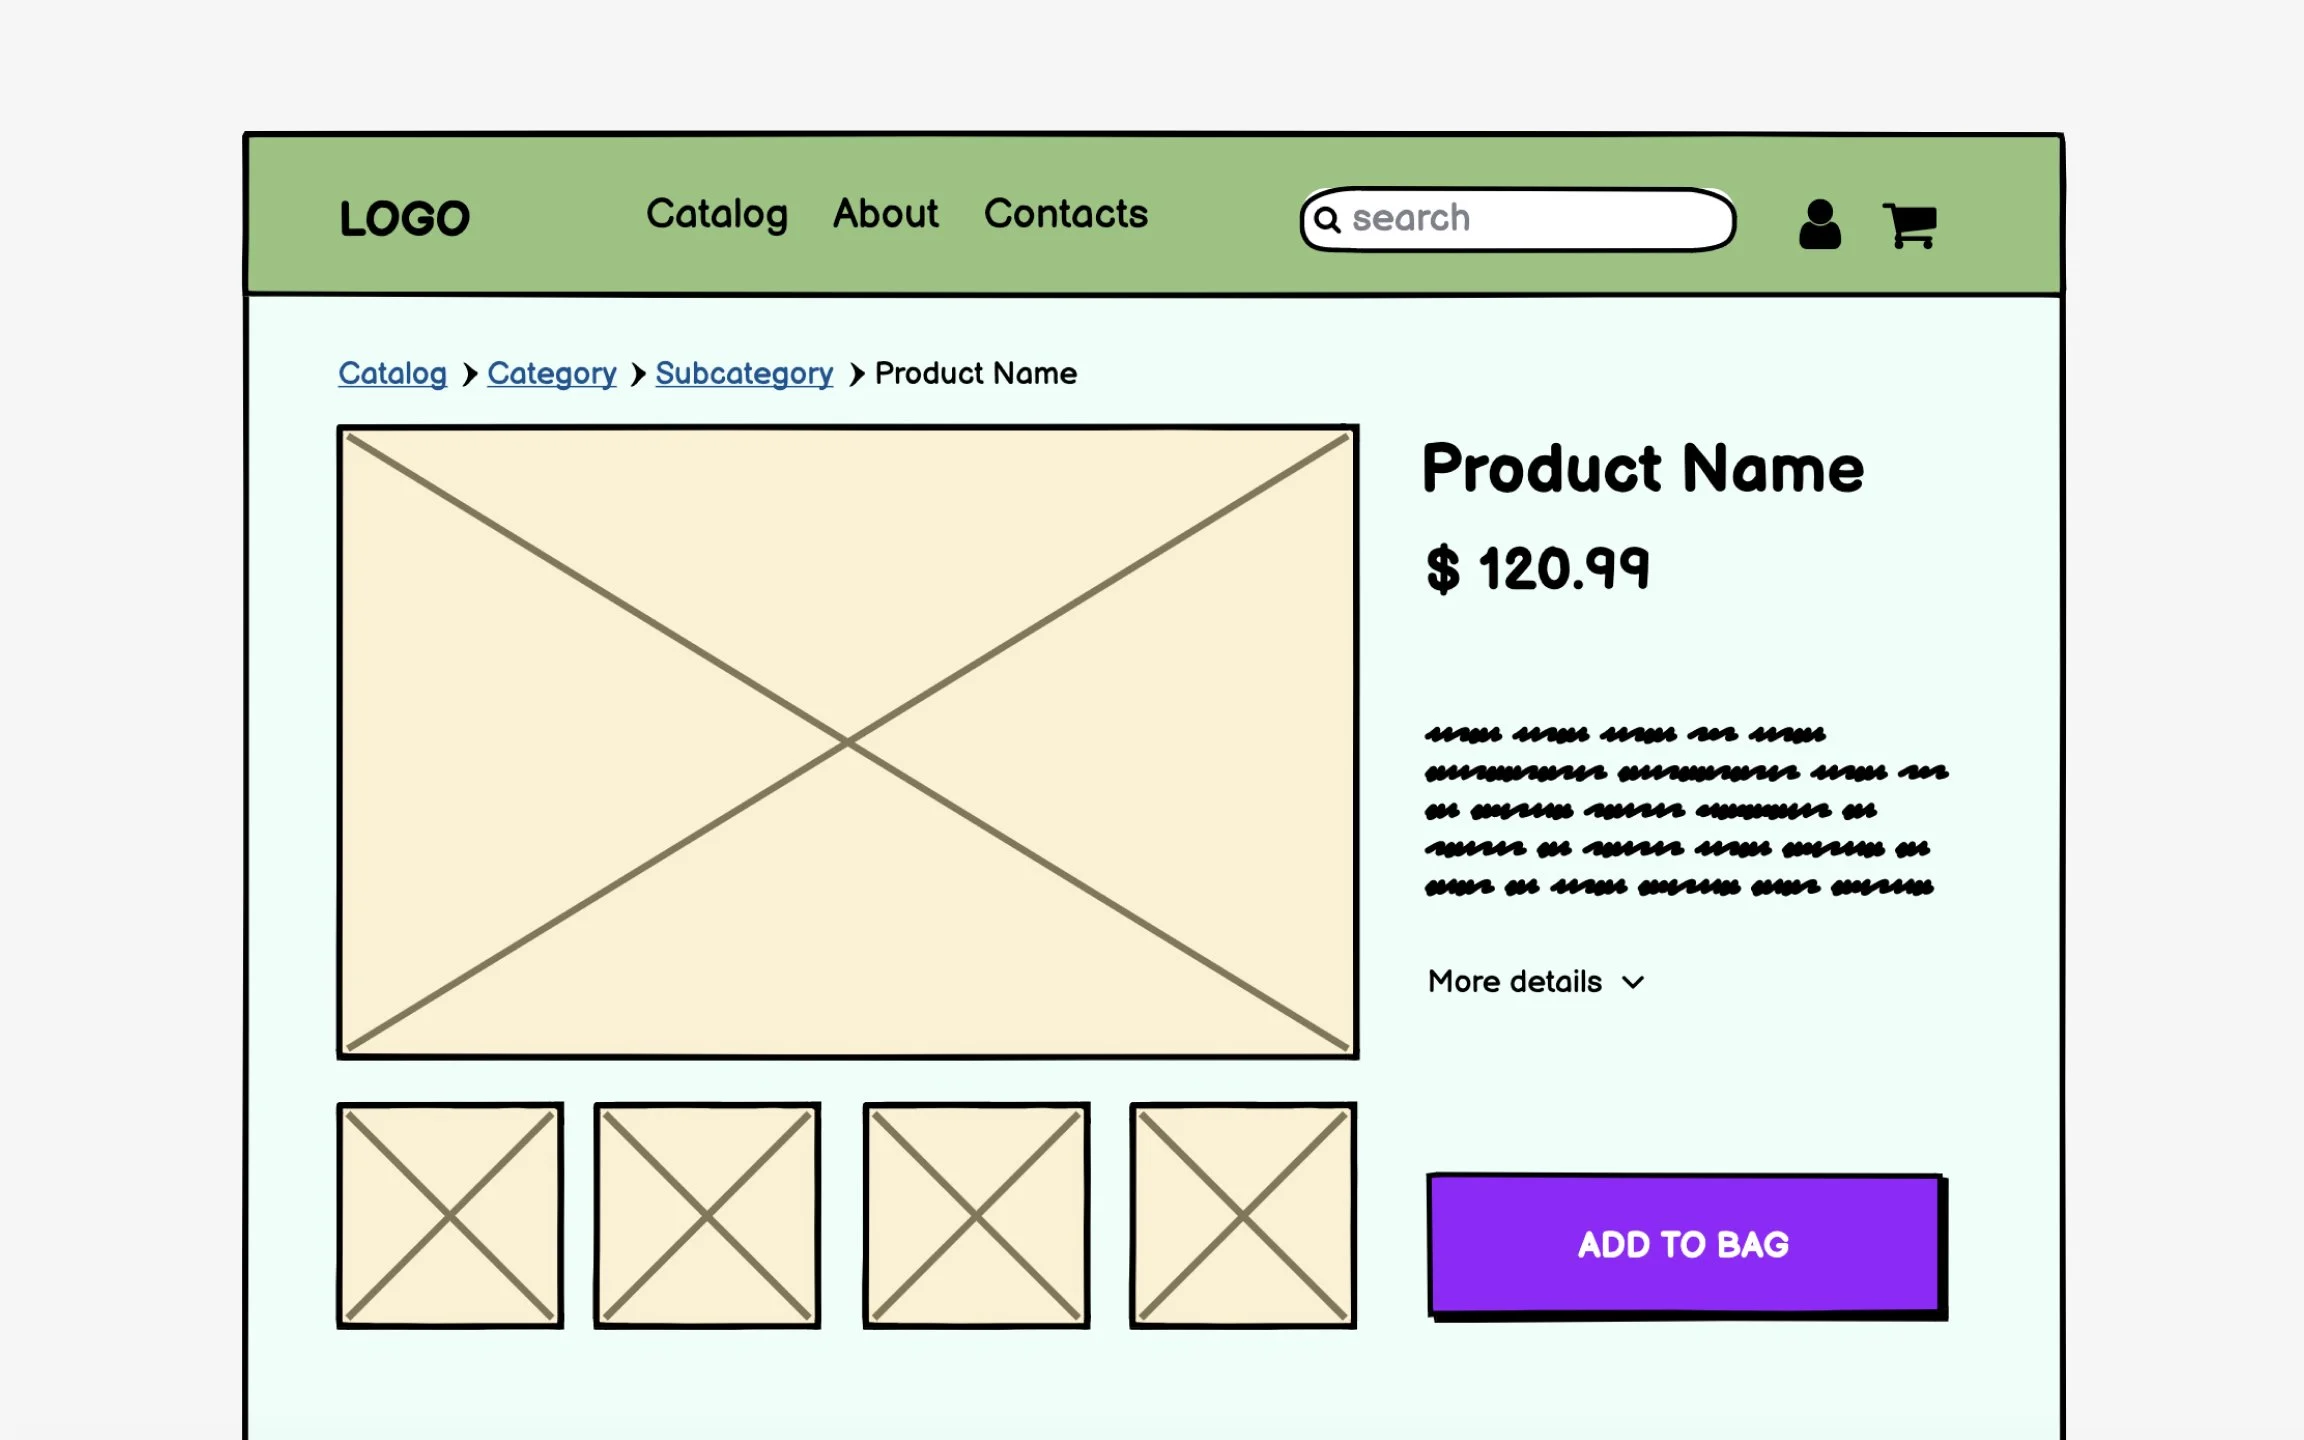 LOGO
Catalog About Contacts
search
Catalog Category Subcategory Product Name
Product Name
$ 120.99
More details
ADD TO BAG